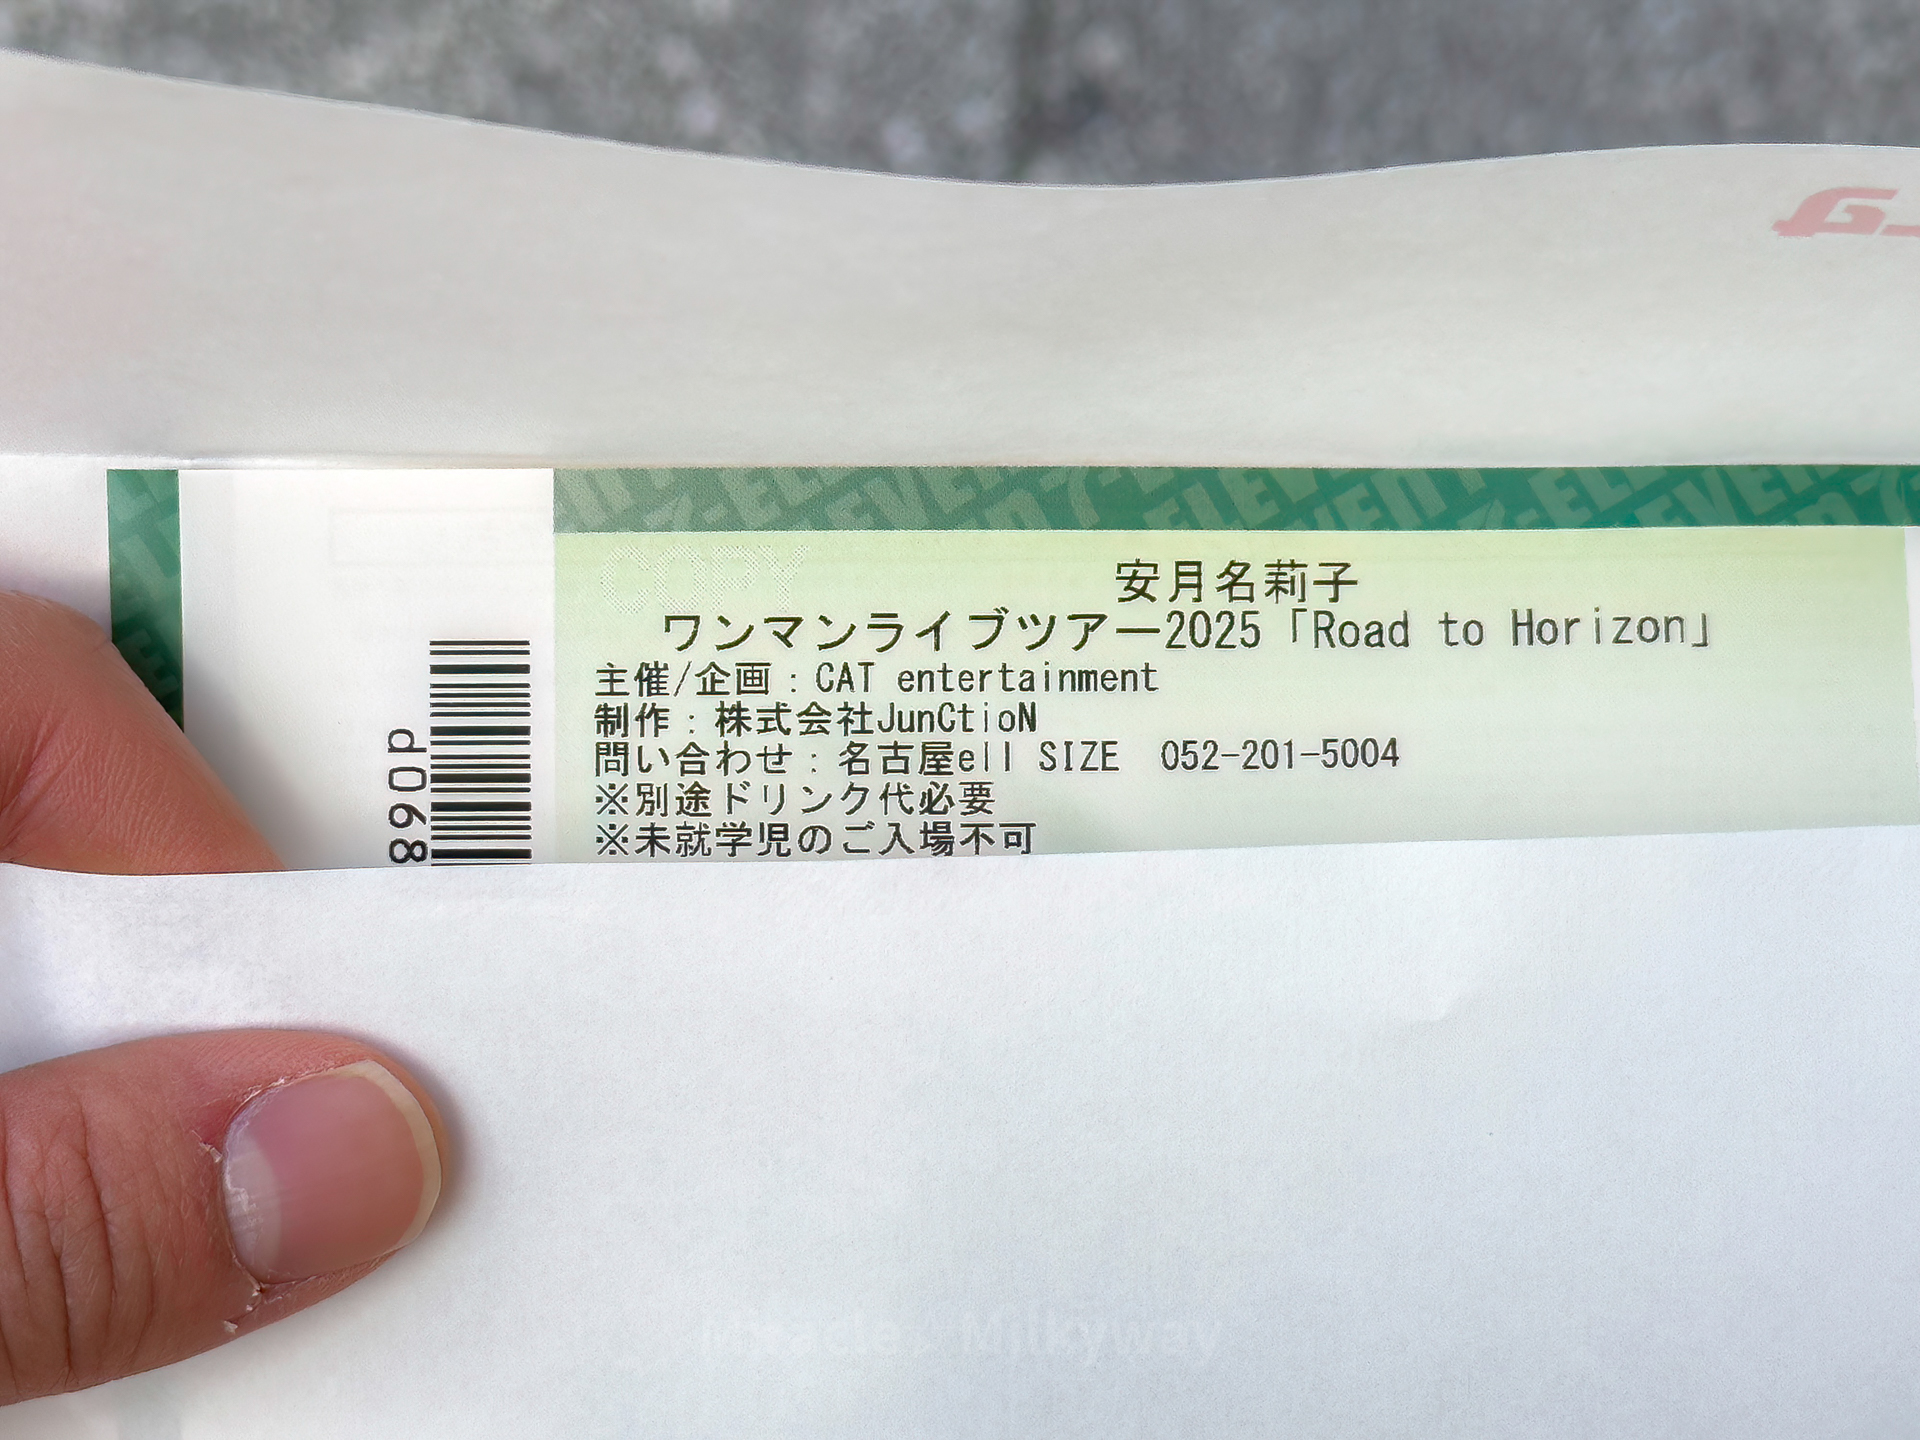 COPY
安月名莉子
ワンマンライブツアー2025「Road to Horizon」
主催/企画：CAT entertainment
制作：株式会社JunCtioN
問い合わせ：名古屋ell SIZE　052-201-5004
※別途ドリンク代必要
※未就学児のご入場不可
890p
Milkyway